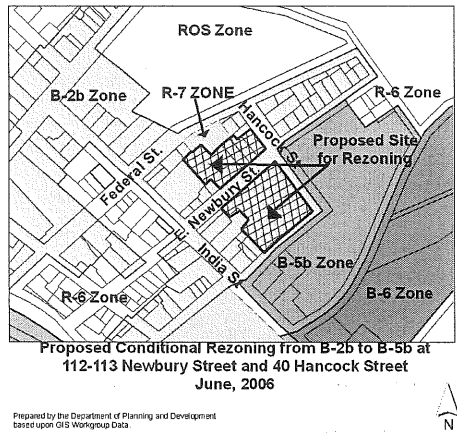 ROS Zone
B-2b Zone
R-7 ZONE
R-6 Zone
Hancock St.
Proposed Site
for Rezoning
Federal St.
E. Newbury St.
India St.
B-5b Zone
R-6 Zone
B-6 Zone
Proposed Conditional Rezoning from B-2b to B-5b at
112-113 Newbury Street and 40 Hancock Street
June, 2006
Prepared by the Department of Planning and Development
based upon GIS Workgroup Data.
N